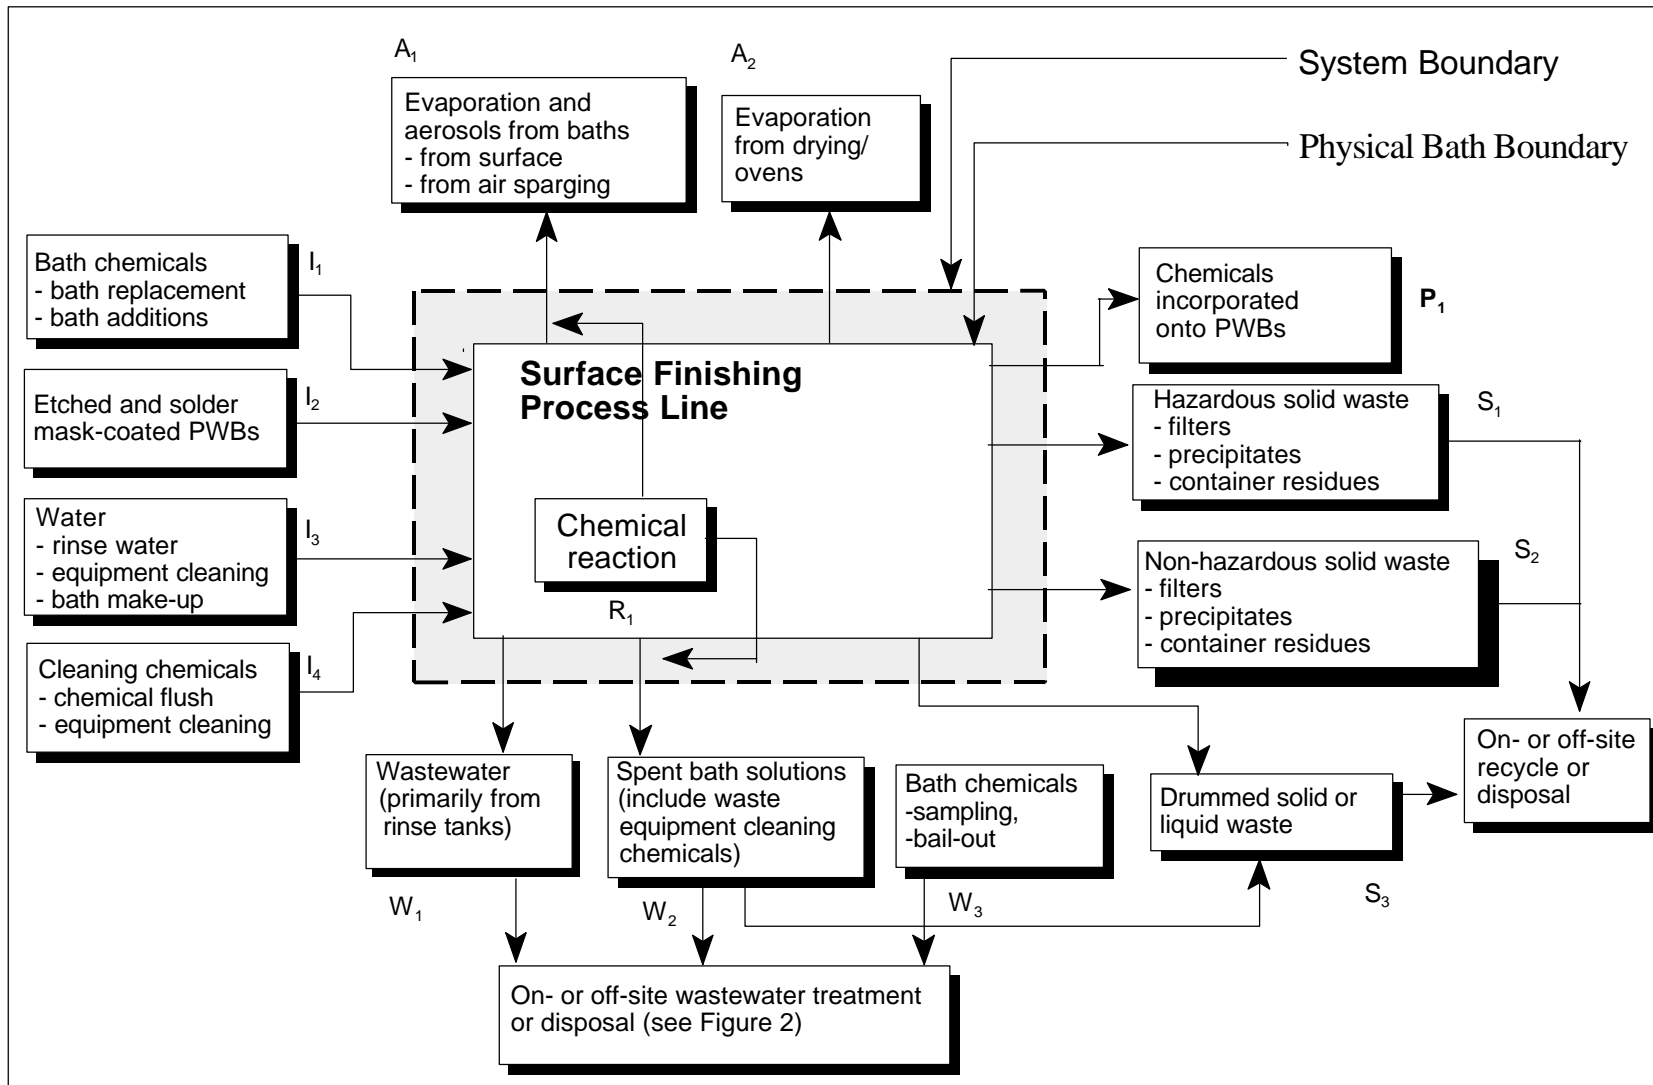 A1
A2
System Boundary
Evaporation and
aerosols from baths
- from surface
- from air sparging
Evaporation
from drying/
ovens
Physical Bath Boundary
Bath chemicals
- bath replacement
- bath additions
I1
Chemicals
incorporated
onto PWBs
P1
Etched and solder
mask-coated PWBs
I2
Surface Finishing
Process Line
Hazardous solid waste
- filters
- precipitates
- container residues
S1
Water
- rinse water
- equipment cleaning
- bath make-up
I3
Chemical
reaction
R1
Non-hazardous solid waste
- filters
- precipitates
- container residues
S2
Cleaning chemicals
- chemical flush
- equipment cleaning
I4
Wastewater
(primarily from
rinse tanks)
Spent bath solutions
(include waste
equipment cleaning
chemicals)
Bath chemicals
-sampling,
-bail-out
Drummed solid or
liquid waste
On- or off-site
recycle or
disposal
W1
W2
W3
S3
On- or off-site wastewater treatment
or disposal (see Figure 2)